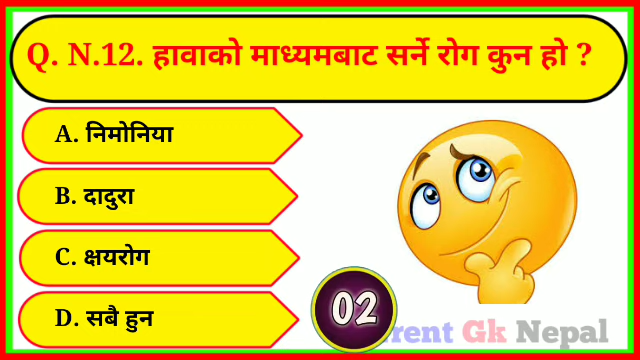 Q. N.12. हावाको माध्यमबाट सर्ने रोग कुन हो ?
A. निमोनिया
B. दादुरा
C. क्षयरोग
D. सबै हुन
02
rent Gk Nepal